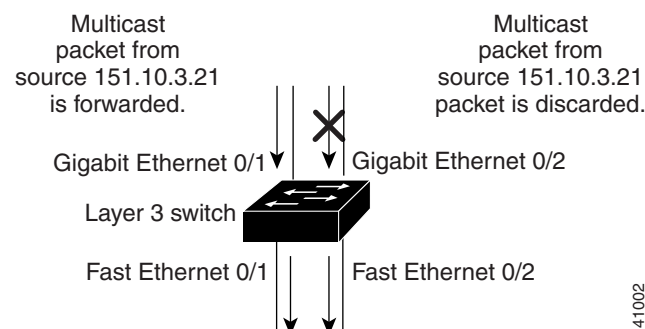 Multicast
packet from
source 151.10.3.21
is forwarded.
Multicast
packet from
source 151.10.3.21
packet is discarded.
Gigabit Ethernet 0/1
Gigabit Ethernet 0/2
Layer 3 switch
Fast Ethernet 0/1
Fast Ethernet 0/2
41002